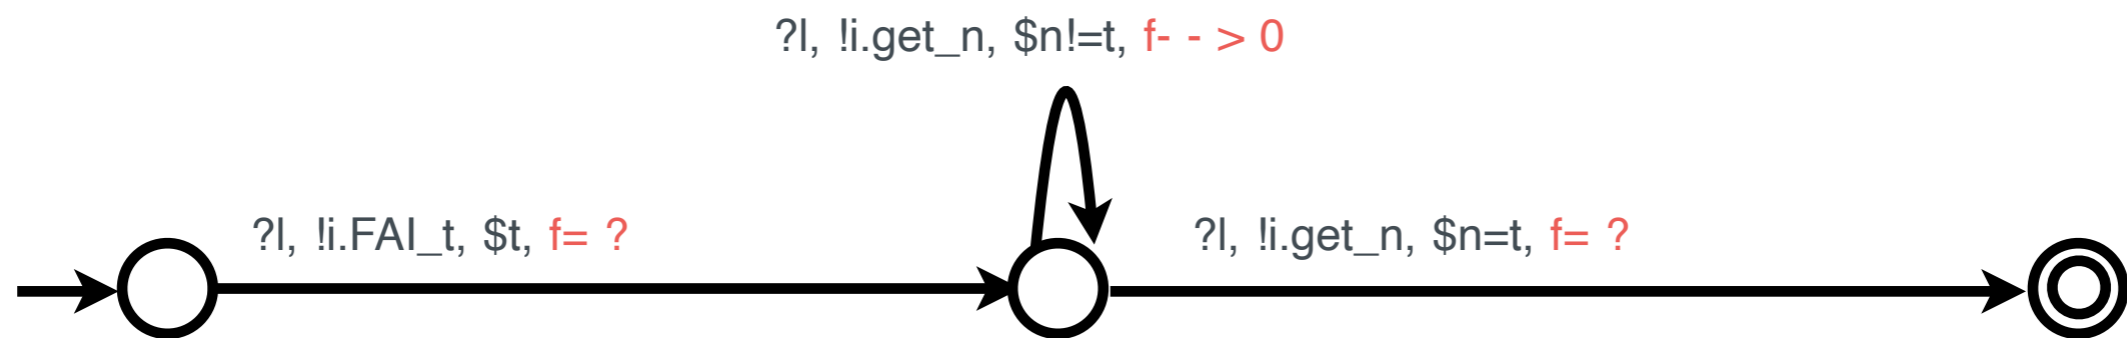 ?l, !i.get_n, $n!=t, f- - > 0
?l, !i.FAI_t, $t, f= ?
?l, !i.get_n, $n=t, f= ?